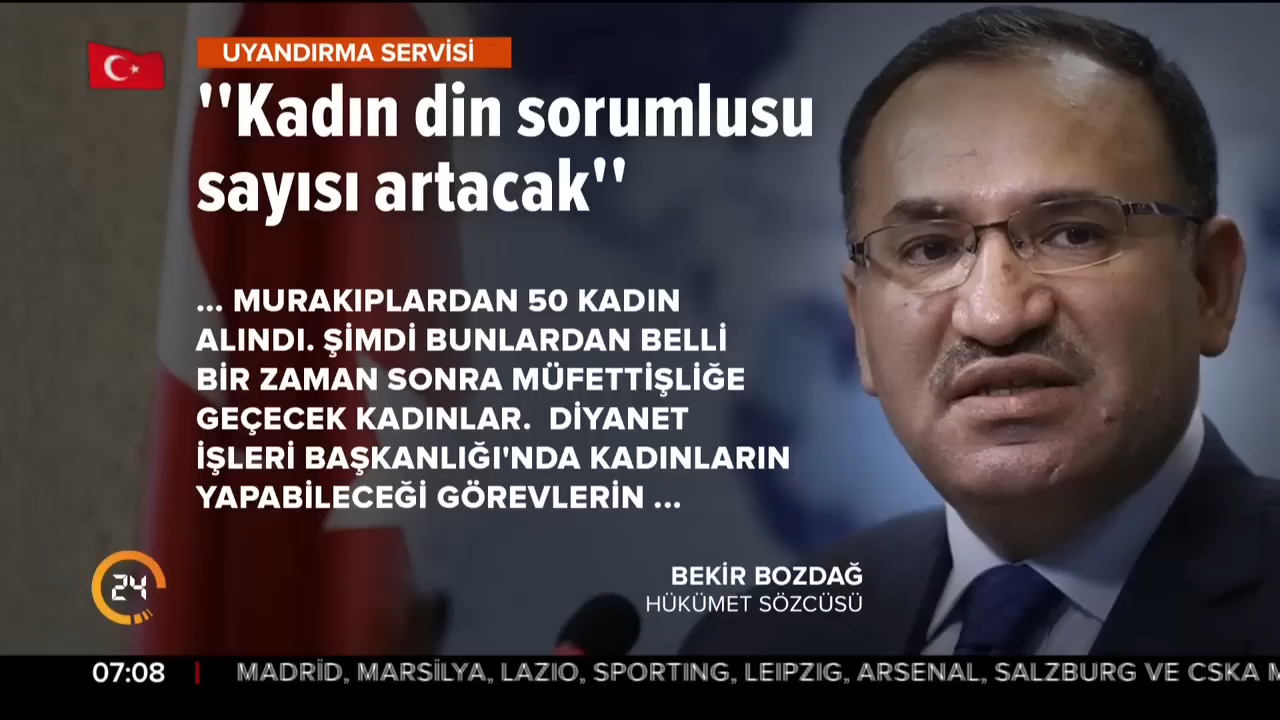 UYANDIRMA SERVİSİ
''Kadın din sorumlusu
sayısı artacak''
... MURAKIPLARDAN 50 KADIN
ALINDI. ŞİMDİ BUNLARDAN BELLİ
BİR ZAMAN SONRA MÜFETTİŞLİĞE
GEÇECEK KADINLAR. DİYANET
İŞLERİ BAŞKANLIĞI'NDA KADINLARIN
YAPABİLECEĞİ GÖREVLERİN ...
24
BEKİR BOZDAĞ
HÜKÜMET SÖZCÜSÜ
07:08
MADRİD, MARSİLYA, LAZIO, SPORTING, LEIPZIG, ARSENAL, SALZBURG VE CSKA